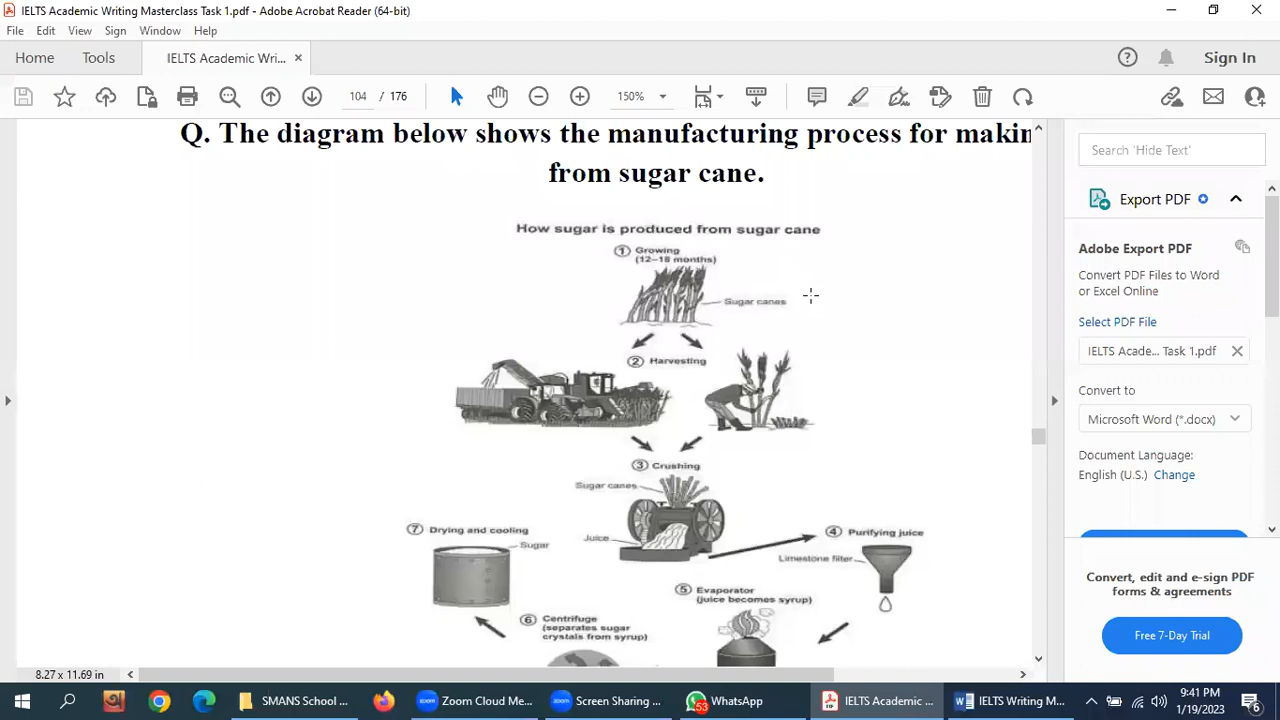 IELTS Academic Writing Masterclass Task 1.pdf - Adobe Acrobat Reader (64-bit)
File Edit View Sign Window Help
Home Tools IELTS Academic Wri... × Sign In
104 / 176 150%
Q. The diagram below shows the manufacturing process for makin
from sugar cane.
How sugar is produced from sugar cane
1 Growing
(12–18 months)
Sugar canes
2 Harvesting
3 Crushing
Sugar canes
Juice
7 Drying and cooling
Sugar
4 Purifying juice
Limestone filter
5 Evaporator
(juice becomes syrup)
6 Centrifuge
(separates sugar
crystals from syrup)
8.27 x 11.69 in
Search 'Hide Text'
Export PDF
Adobe Export PDF
Convert PDF Files to Word
or Excel Online
Select PDF File
IELTS Acade... Task 1.pdf
Convert to
Microsoft Word (*.docx)
Document Language:
English (U.S.) Change
Convert, edit and e-sign PDF
forms & agreements
Free 7-Day Trial
SMANS School ... Zoom Cloud Me... Screen Sharing ... 53 WhatsApp IELTS Academic ... IELTS Writing M...
9:41 PM
1/19/2023
6